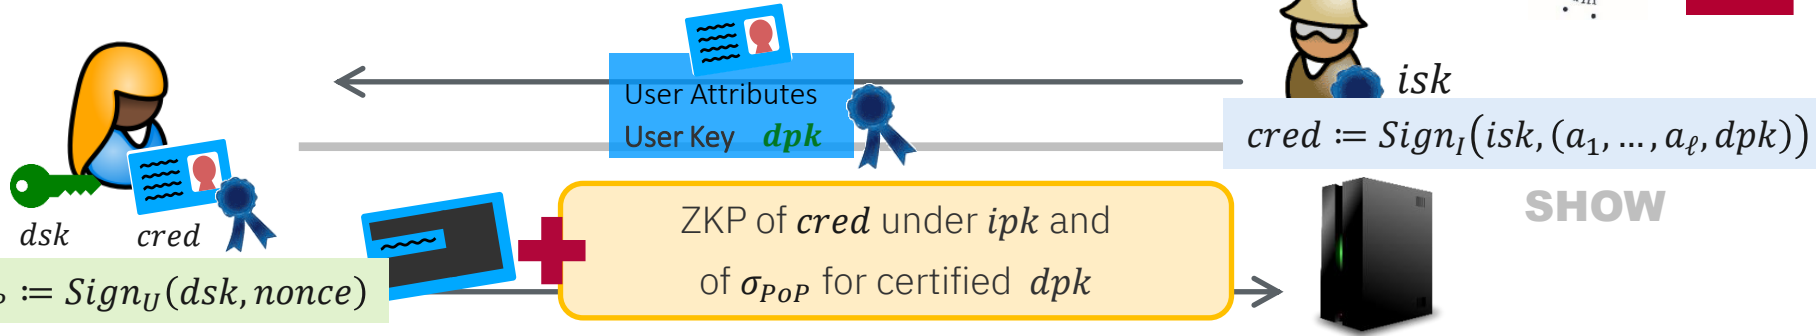 User Attributes
User Key dpk
isk
cred ≔ Sign_I(isk, (a_1, …, a_ℓ, dpk))
SHOW
dsk
cred
≔ Sign_U(dsk, nonce)
ZKP of cred under ipk and
of σ_PoP for certified dpk